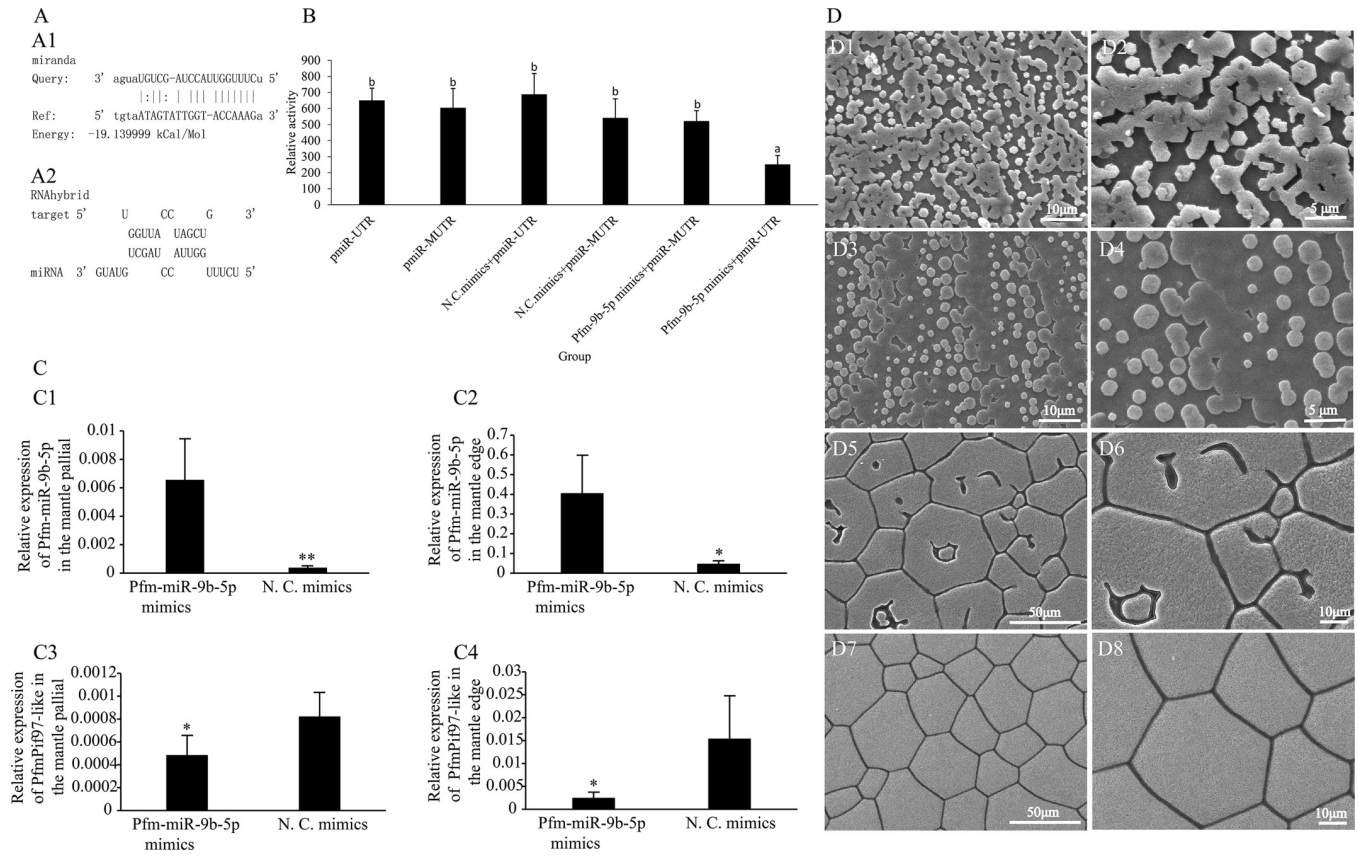 A
A1
miranda
Query: 3' aguaUGUCG-AUCCAUUGGUUUCu 5'
|:||: | ||| |||||||
Ref: 5' tgtaATAGTATTGGT-ACCAAAGa 3'
Energy: -19.139999 kCal/Mol
A2
RNAhybrid
target 5' U CC G 3'
GGUUA UAGCU
UCGAU AUUGG
miRNA 3' GUAUG CC UUUCU 5'
B
Relative activity
900
800
700
600
500
400
300
200
100
0
b
b
b
b
b
a
pmiR-UTR
pmiR-MUTR
N.C.mimics+pmiR-UTR
N.C.mimics+pmiR-MUTR
Pfm-9b-5p mimics+pmiR-MUTR
Pfm-9b-5p mimics+pmiR-UTR
Group
C
C1
Relative expression
of Pfm-miR-9b-5p
in the mantle pallial
0.01
0.008
0.006
0.004
0.002
0
**
Pfm-miR-9b-5p
mimics
N. C. mimics
C2
Relative expression
of Pfm-miR-9b-5p
in the mantle edge
0.7
0.6
0.5
0.4
0.3
0.2
0.1
0
*
Pfm-miR-9b-5p
mimics
N. C. mimics
C3
Relative expression
of PfmPif97-like in
the mantle pallial
0.0012
0.001
0.0008
0.0006
0.0004
0.0002
0
*
Pfm-miR-9b-5p
mimics
N. C. mimics
C4
Relative expression
of PfmPif97-like in
the mantle edge
0.03
0.025
0.02
0.015
0.01
0.005
0
*
Pfm-miR-9b-5p
mimics
N. C. mimics
D
D1
10μm
D2
5 μm
D3
10μm
D4
5 μm
D5
50μm
D6
10μm
D7
50μm
D8
10μm